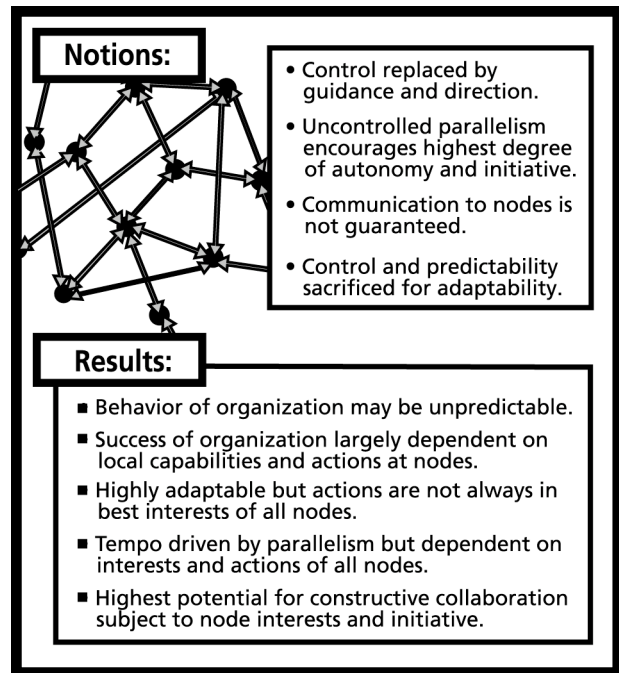 Notions:
• Control replaced by
guidance and direction.
• Uncontrolled parallelism
encourages highest degree
of autonomy and initiative.
• Communication to nodes is
not guaranteed.
• Control and predictability
sacrificed for adaptability.
Results:
■ Behavior of organization may be unpredictable.
■ Success of organization largely dependent on
local capabilities and actions at nodes.
■ Highly adaptable but actions are not always in
best interests of all nodes.
■ Tempo driven by parallelism but dependent on
interests and actions of all nodes.
■ Highest potential for constructive collaboration
subject to node interests and initiative.